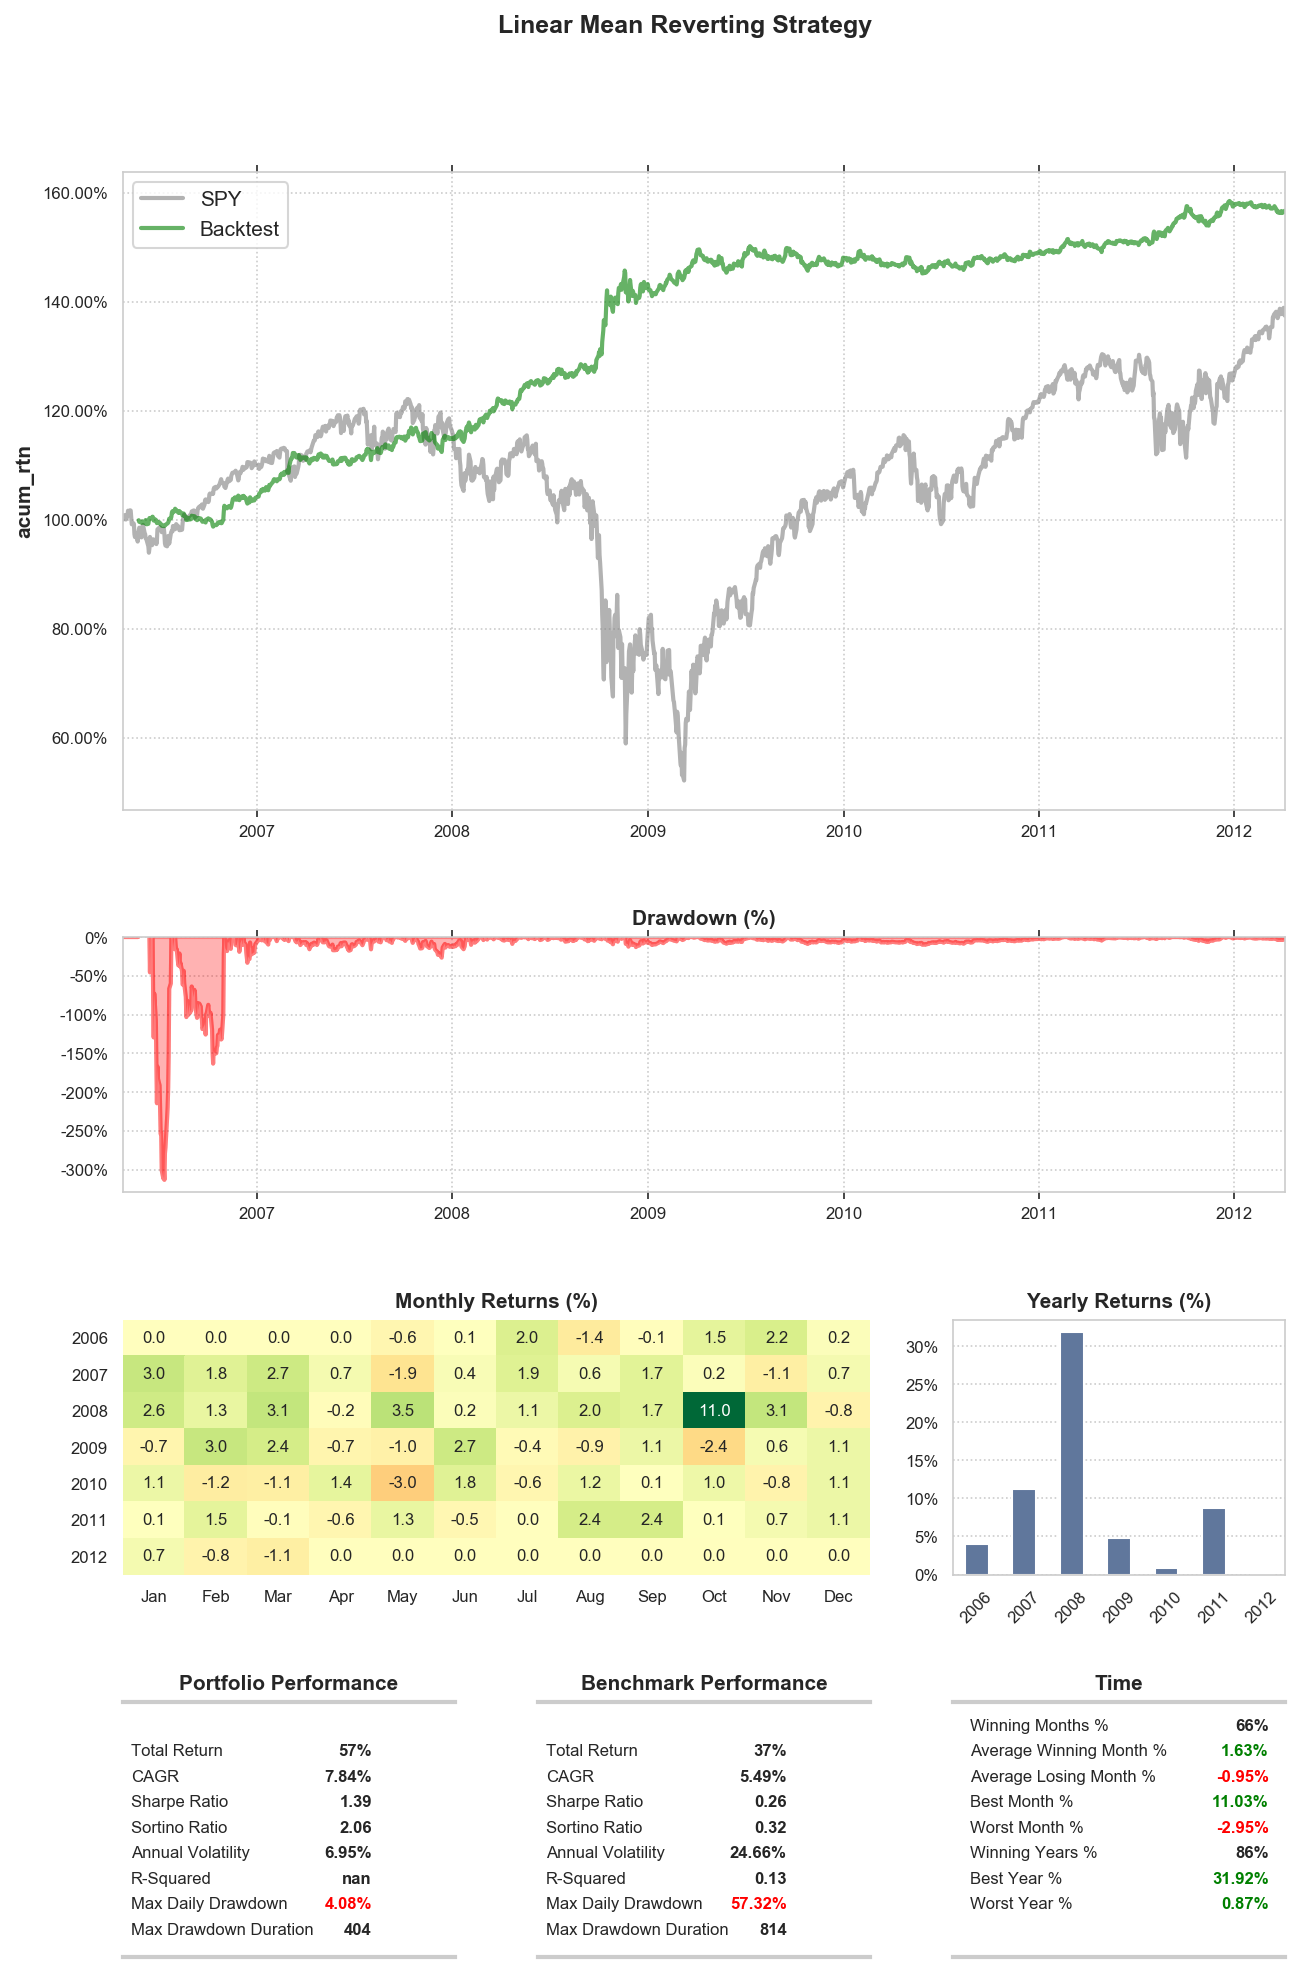 Linear Mean Reverting Strategy
SPY
Backtest
acum_rtn
160.00%
140.00%
120.00%
100.00%
80.00%
60.00%
2007 2008 2009 2010 2011 2012
Drawdown (%)
0%
-50%
-100%
-150%
-200%
-250%
-300%
2007 2008 2009 2010 2011 2012
Monthly Returns (%)
2006 0.0 0.0 0.0 0.0 -0.6 0.1 2.0 -1.4 -0.1 1.5 2.2 0.2
2007 3.0 1.8 2.7 0.7 -1.9 0.4 1.9 0.6 1.7 0.2 -1.1 0.7
2008 2.6 1.3 3.1 -0.2 3.5 0.2 1.1 2.0 1.7 11.0 3.1 -0.8
2009 -0.7 3.0 2.4 -0.7 -1.0 2.7 -0.4 -0.9 1.1 -2.4 0.6 1.1
2010 1.1 -1.2 -1.1 1.4 -3.0 1.8 -0.6 1.2 0.1 1.0 -0.8 1.1
2011 0.1 1.5 -0.1 -0.6 1.3 -0.5 0.0 2.4 2.4 0.1 0.7 1.1
2012 0.7 -0.8 -1.1 0.0 0.0 0.0 0.0 0.0 0.0 0.0 0.0 0.0
Jan Feb Mar Apr May Jun Jul Aug Sep Oct Nov Dec
Yearly Returns (%)
30%
25%
20%
15%
10%
5%
0%
2006 2007 2008 2009 2010 2011 2012
Portfolio Performance
Total Return 57%
CAGR 7.84%
Sharpe Ratio 1.39
Sortino Ratio 2.06
Annual Volatility 6.95%
R-Squared nan
Max Daily Drawdown 4.08%
Max Drawdown Duration 404
Benchmark Performance
Total Return 37%
CAGR 5.49%
Sharpe Ratio 0.26
Sortino Ratio 0.32
Annual Volatility 24.66%
R-Squared 0.13
Max Daily Drawdown 57.32%
Max Drawdown Duration 814
Time
Winning Months % 66%
Average Winning Month % 1.63%
Average Losing Month % -0.95%
Best Month % 11.03%
Worst Month % -2.95%
Winning Years % 86%
Best Year % 31.92%
Worst Year % 0.87%